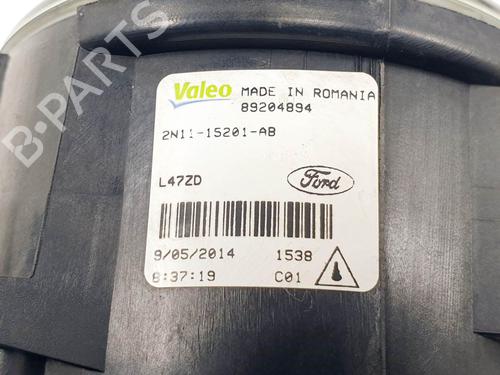 Valeo MADE IN ROMANIA
89204894
2N11-15201-AB
L47ZD Ford
9/05/2014 1538
8:37:19 C01
B-PARTS